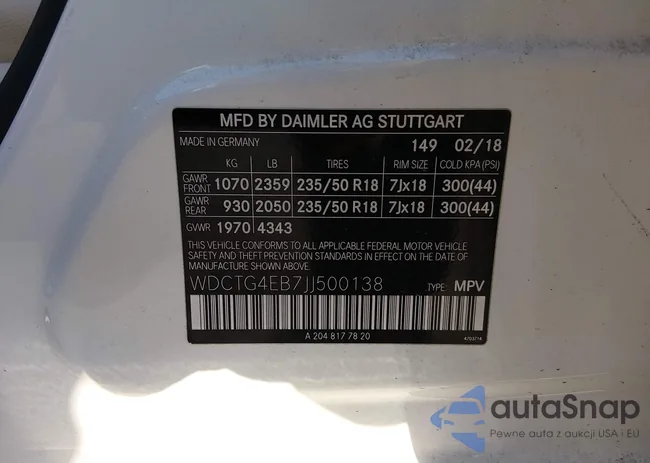 MFD BY DAIMLER AG STUTTGART
MADE IN GERMANY 149 02/18
KG LB TIRES RIM SIZE COLD KPA (PSI)
GAWR FRONT 1070 2359 235/50 R18 7Jx18 300(44)
GAWR REAR 930 2050 235/50 R18 7Jx18 300(44)
GVWR 1970 4343
THIS VEHICLE CONFORMS TO ALL APPLICABLE FEDERAL MOTOR VEHICLE
SAFETY AND THEFT PREVENTION STANDARDS IN EFFECT ON THE DATE
OF MANUFACTURE SHOWN ABOVE.
WDCTG4EB7JJ500138 TYPE: MPV
A 204 817 78 20
4703714
autaSnap
Pewne auta z aukcji USA i EU